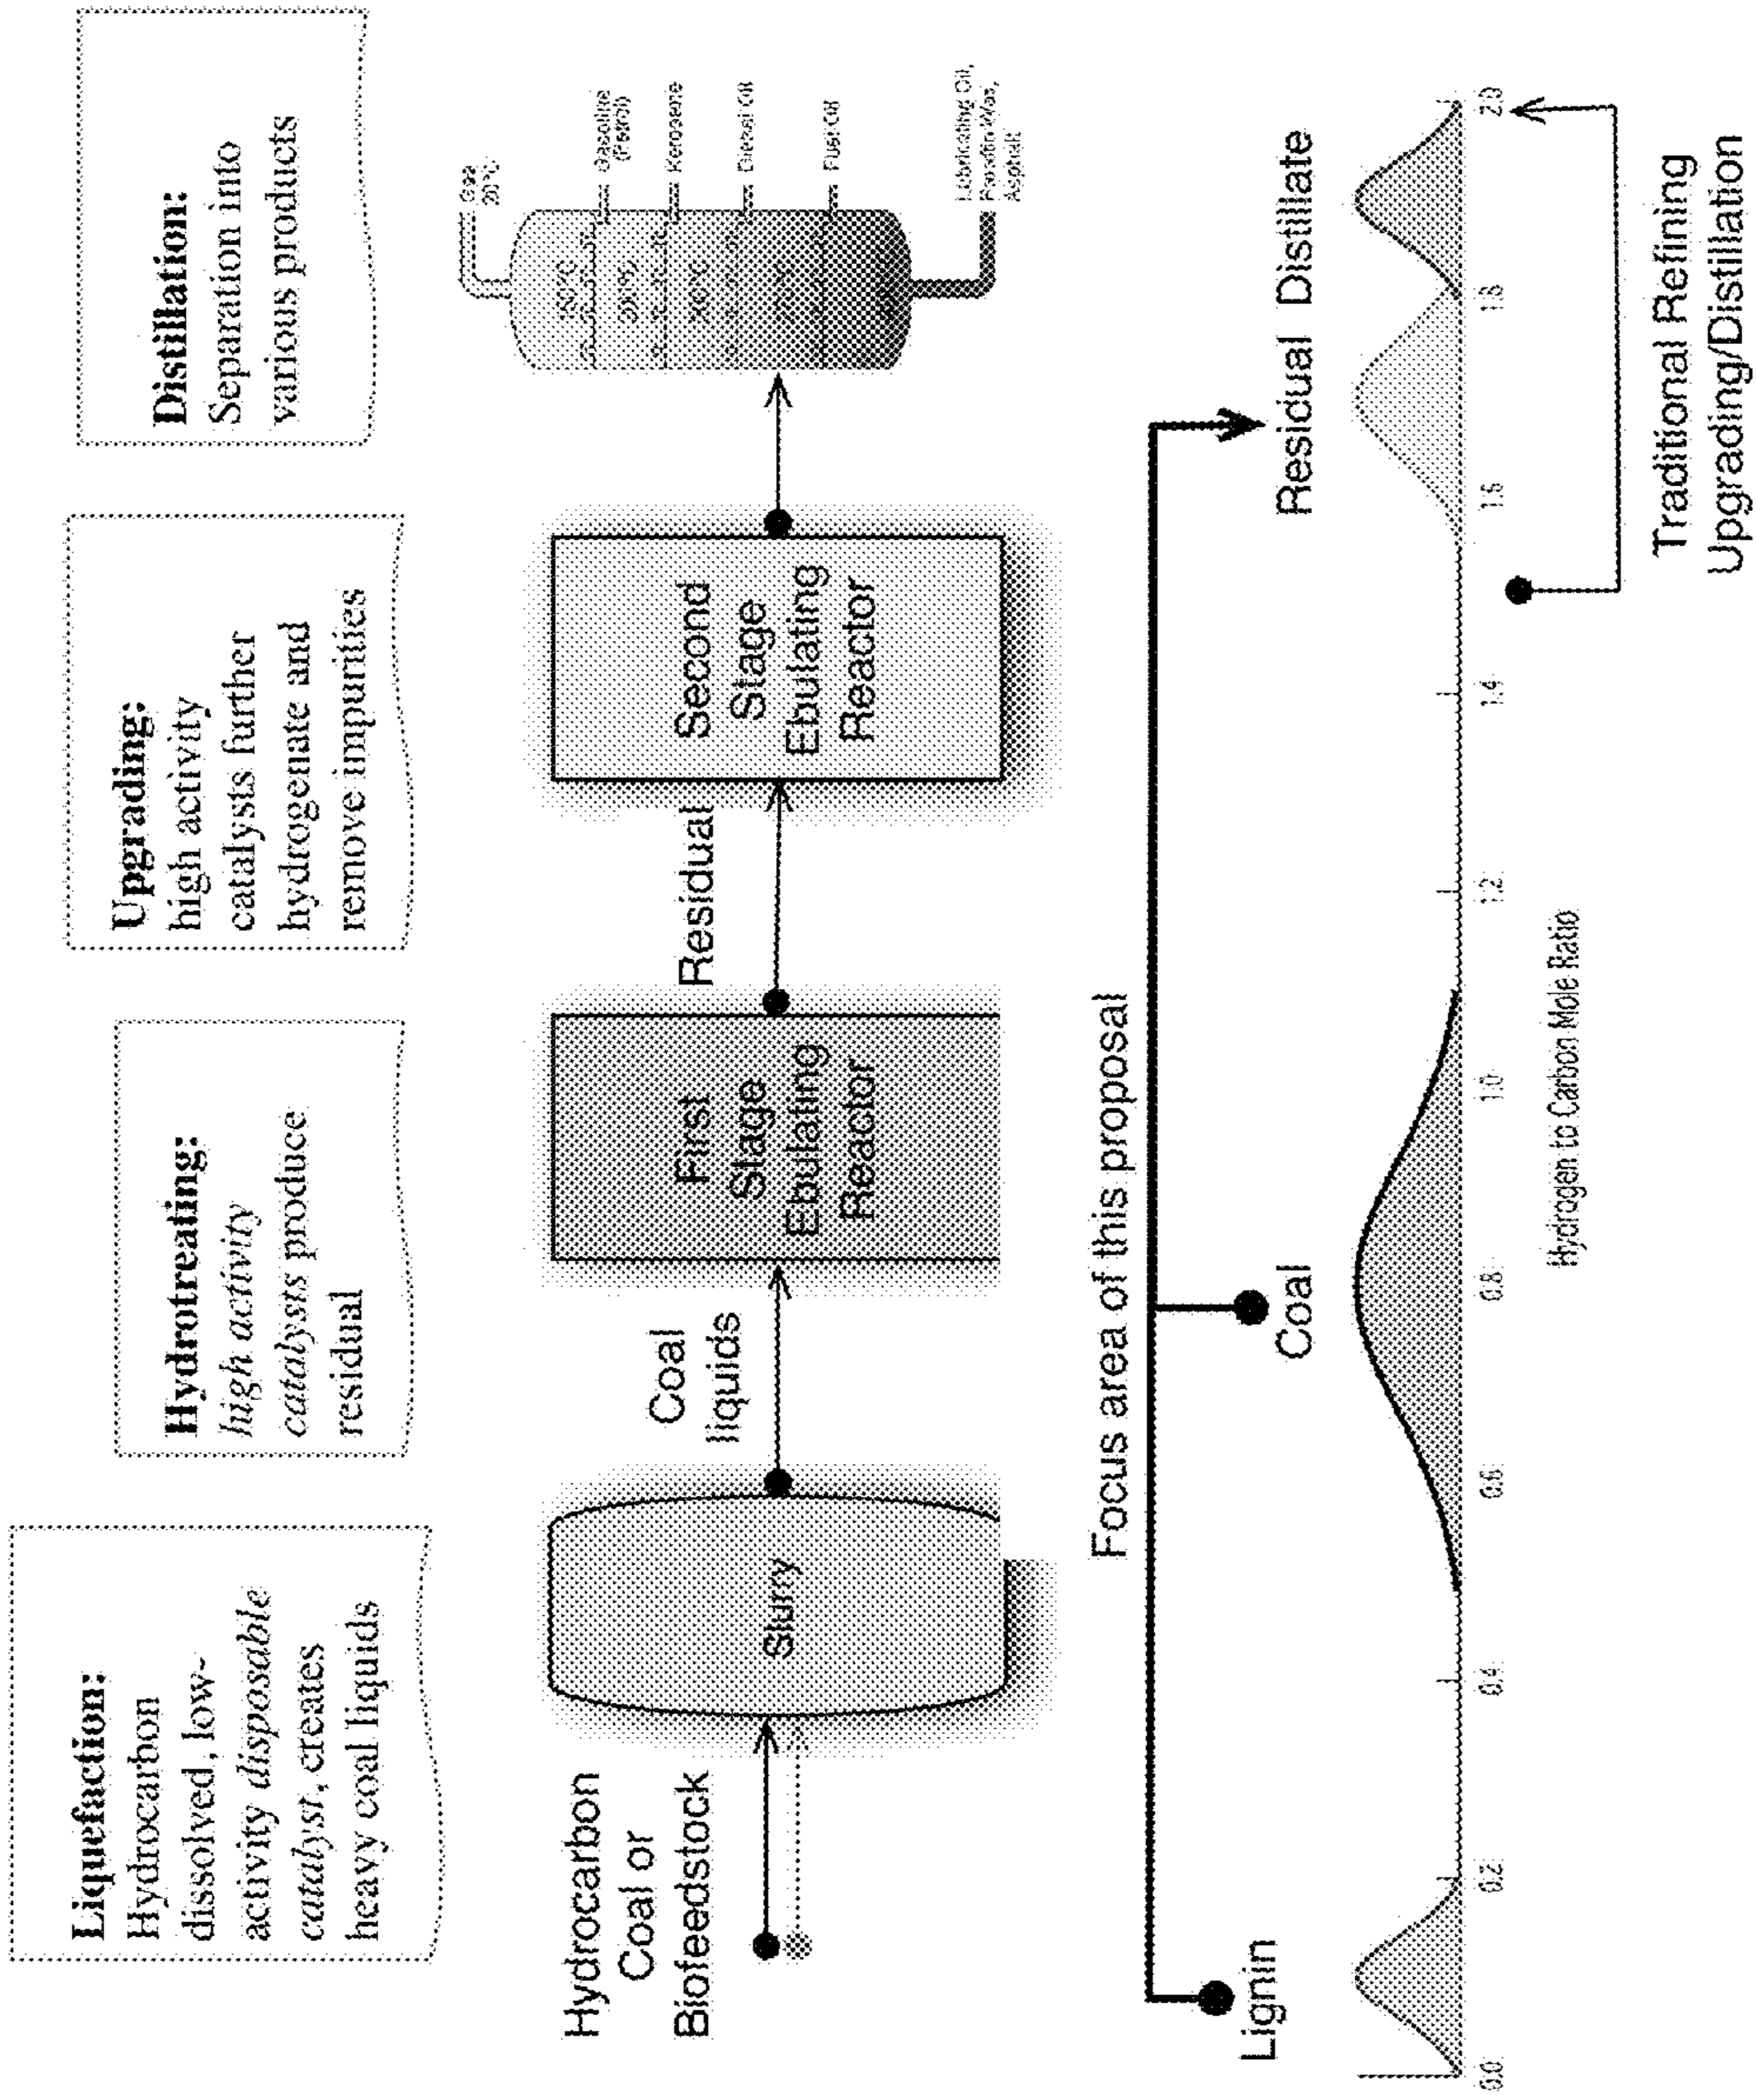 Liquefaction:
Hydrocarbon
dissolved, low-
activity disposable
catalyst, creates
heavy coal liquids
Hydrotreating:
high activity
catalysts produce
residual
Upgrading:
high activity
catalysts further
hydrogenate and
remove impurities
Distillation:
Separation into
various products
Hydrocarbon
Coal or
Biofeedstock
Slurry
Coal
liquids
First
Stage
Ebulating
Reactor
Residual
Second
Stage
Ebulating
Reactor
Gas
20°C
Gasoline
(Petrol)
Kerosene
Diesel Oil
Fuel Oil
Lubricating Oil,
Paraffin Wax,
Asphalt
Focus area of this proposal
Lignin
Coal
Residual Distillate
0.0 0.2 0.4 0.6 0.8 1.0 1.2 1.4 1.6 1.8 2.0
Hydrogen to Carbon Mole Ratio
Traditional Refining
Upgrading/Distillation